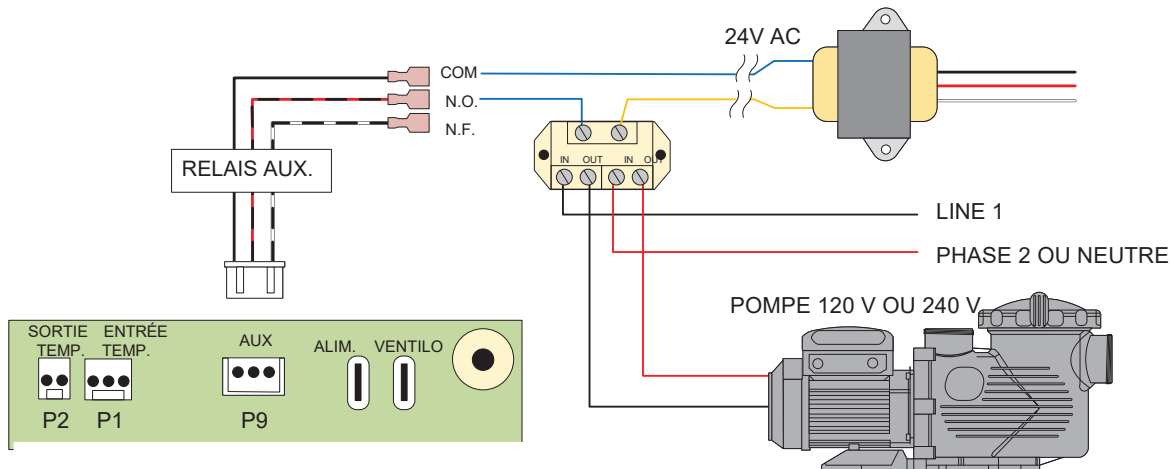 24V AC
COM
N.O.
N.F.
RELAIS AUX.
IN OUT IN OUT
LINE 1
PHASE 2 OU NEUTRE
POMPE 120 V OU 240 V
SORTIE TEMP.
ENTRÉE TEMP.
AUX
ALIM.
VENTILO
P2
P1
P9